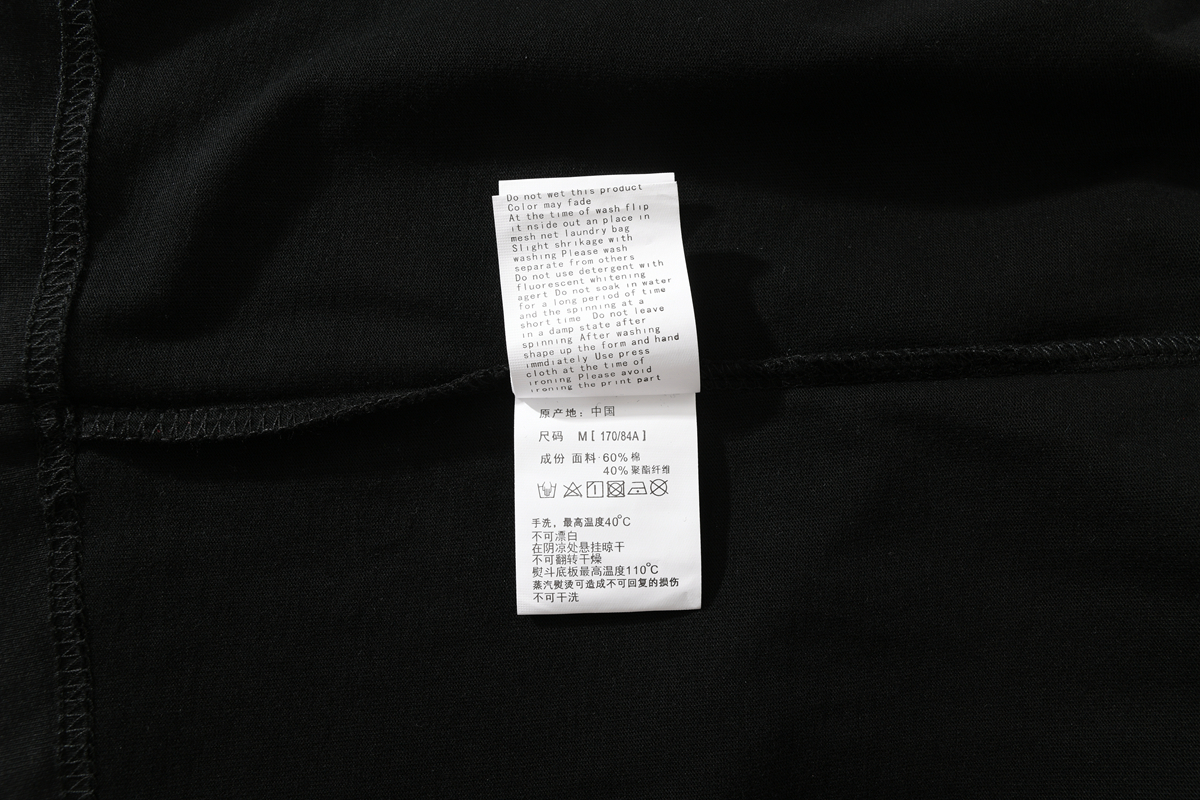 Do not wet this product
Color may fade
At the time of wash flip
it nside out an place in
mesh net laundry bag
Slight shrikage with
washing Please wash
separate from others
Do not use detergent with
fluorescent whitening
agert Do not soak in water
for a long period of time
and the spinning at a
short time Do not leave
in a damp state after
spinning After washing
shape up the form and hand
immdiately Use press
cloth at the time of
ironing Please avoid
ironing the print part
原产地：中国
尺码 M [ 170/84A ]
成份 面料·60% 棉
40% 聚酯纤维
手洗，最高温度40℃
不可漂白
在阴凉处悬挂晾干
不可翻转干燥
熨斗底板最高温度110℃
蒸汽熨烫可造成不可回复的损伤
不可干洗